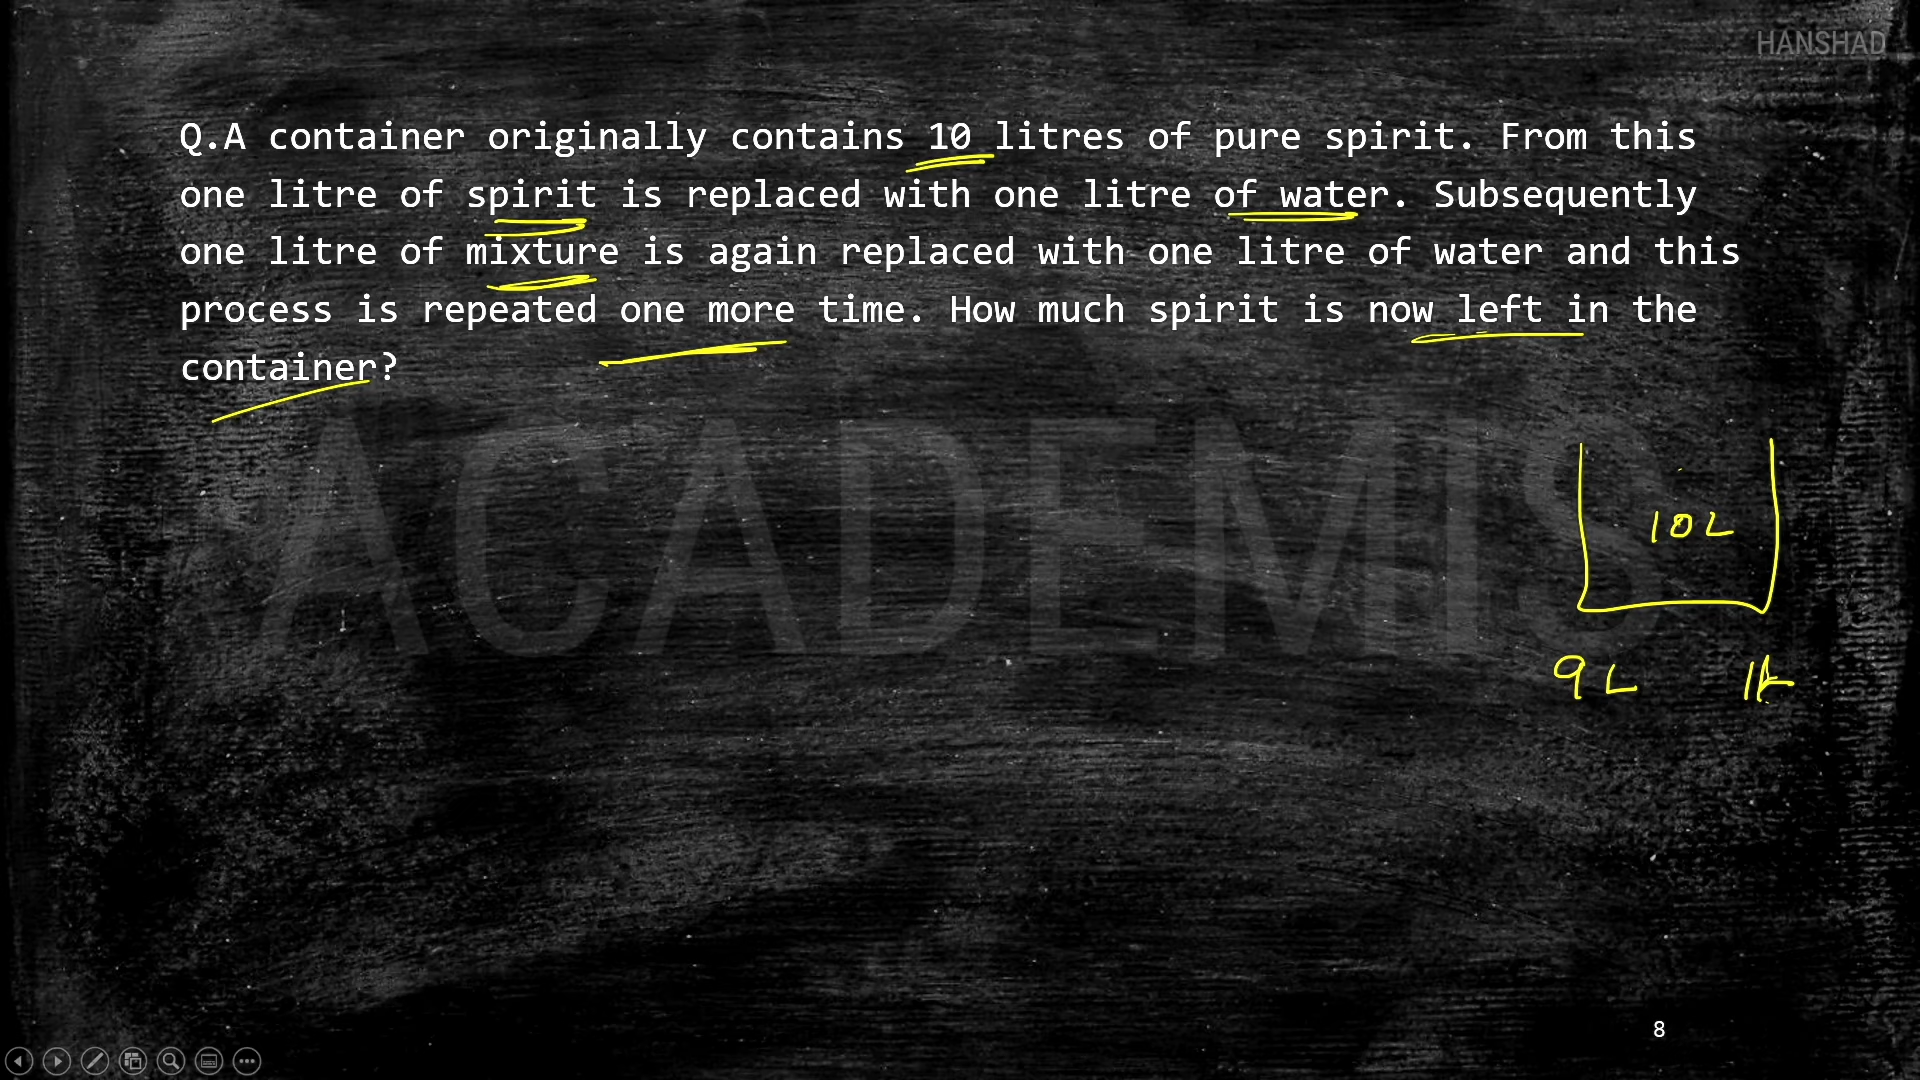 HANSHAD
Q.A container originally contains 10 litres of pure spirit. From this
one litre of spirit is replaced with one litre of water. Subsequently
one litre of mixture is again replaced with one litre of water and this
process is repeated one more time. How much spirit is now left in the
container?
ACADEMIS
10L
9L 1L
8